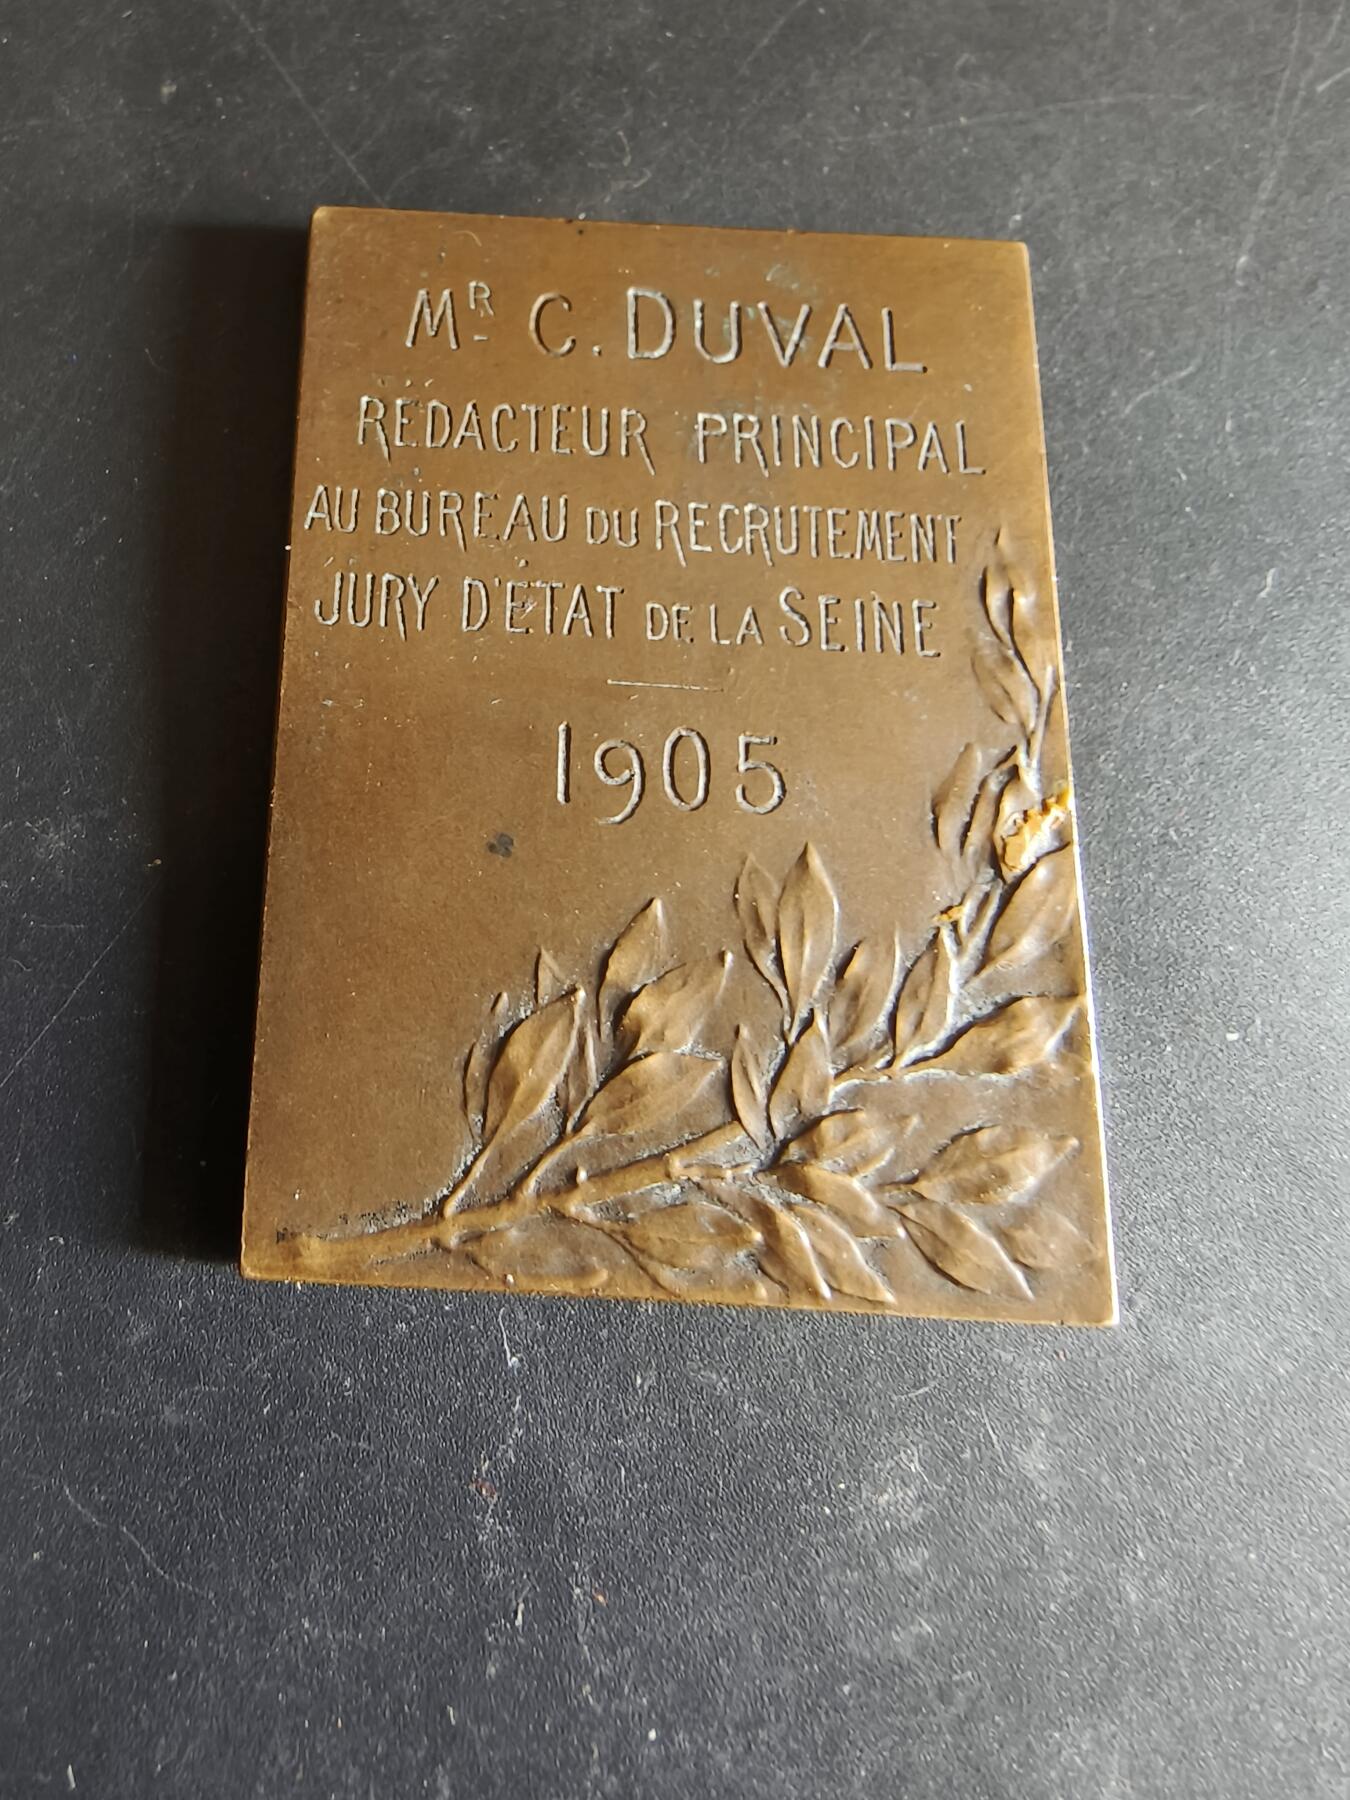 MR. C. DUVAL
RÉDACTEUR PRINCIPAL
AU BUREAU DU RECRUTEMENT
JURY D'ÉTAT DE LA SEINE
1905